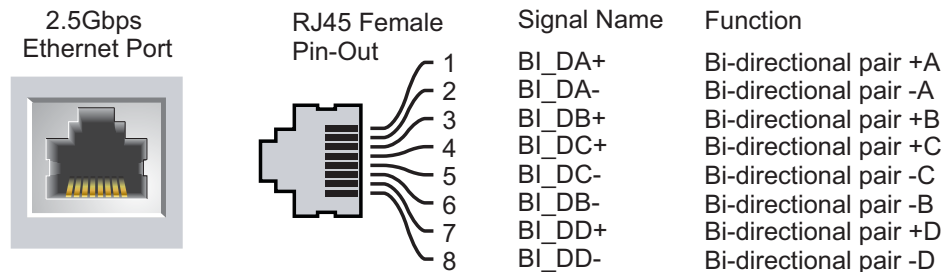 2.5Gbps
Ethernet Port
RJ45 Female
Pin-Out
Signal Name Function
1 BI_DA+ Bi-directional pair +A
2 BI_DA- Bi-directional pair -A
3 BI_DB+ Bi-directional pair +B
4 BI_DC+ Bi-directional pair +C
5 BI_DC- Bi-directional pair -C
6 BI_DB- Bi-directional pair -B
7 BI_DD+ Bi-directional pair +D
8 BI_DD- Bi-directional pair -D